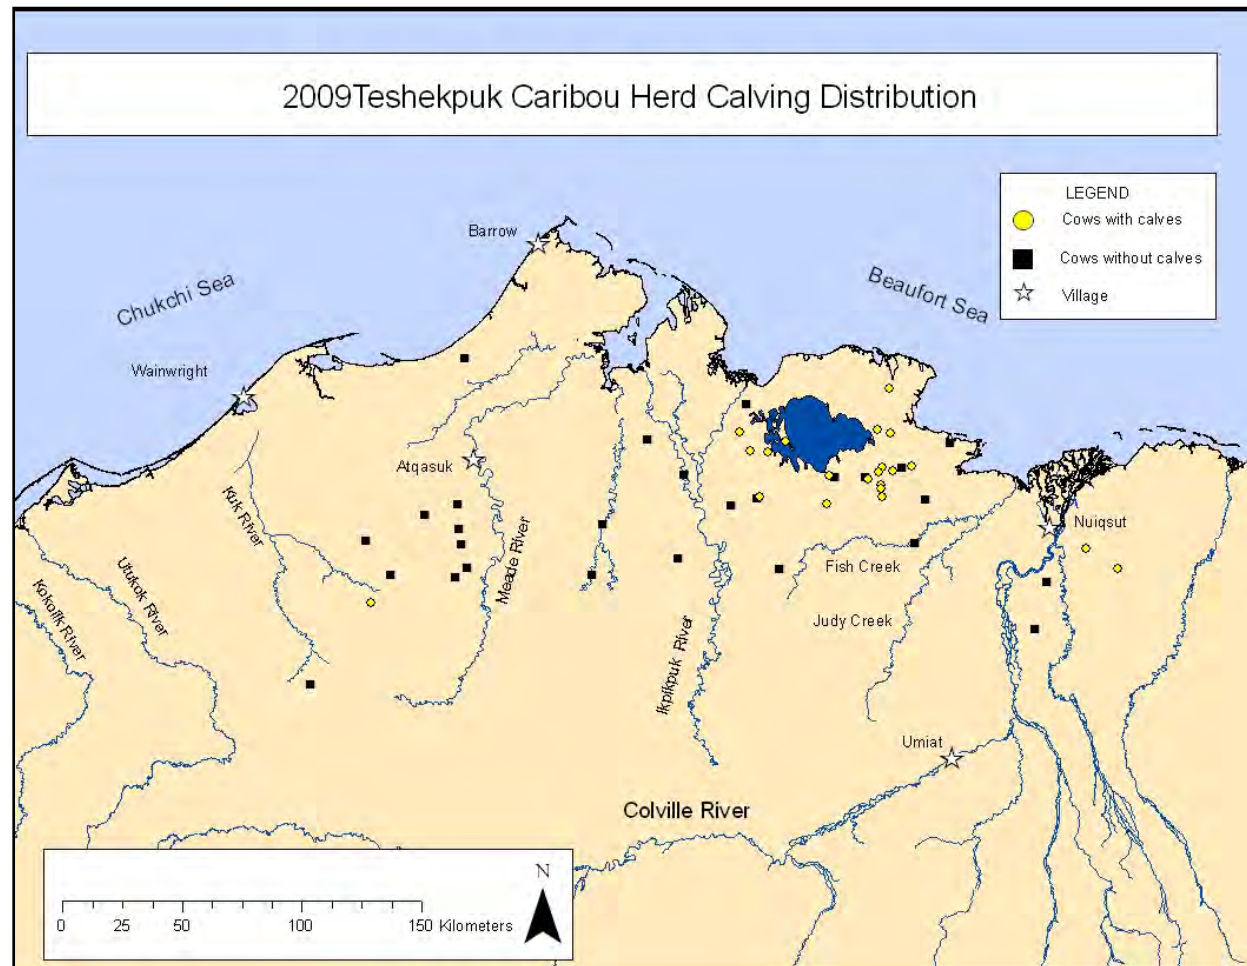 2009Teshekpuk Caribou Herd Calving Distribution
LEGEND
Cows with calves
Cows without calves
Village
Barrow
Chukchi Sea
Beaufort Sea
Wainwright
Atqasuk
Kuk River
Meade River
Utukok River
Kokolik River
Ikpikpuk River
Nuiqsut
Fish Creek
Judy Creek
Umiat
Colville River
N
0 25 50 100 150 Kilometers